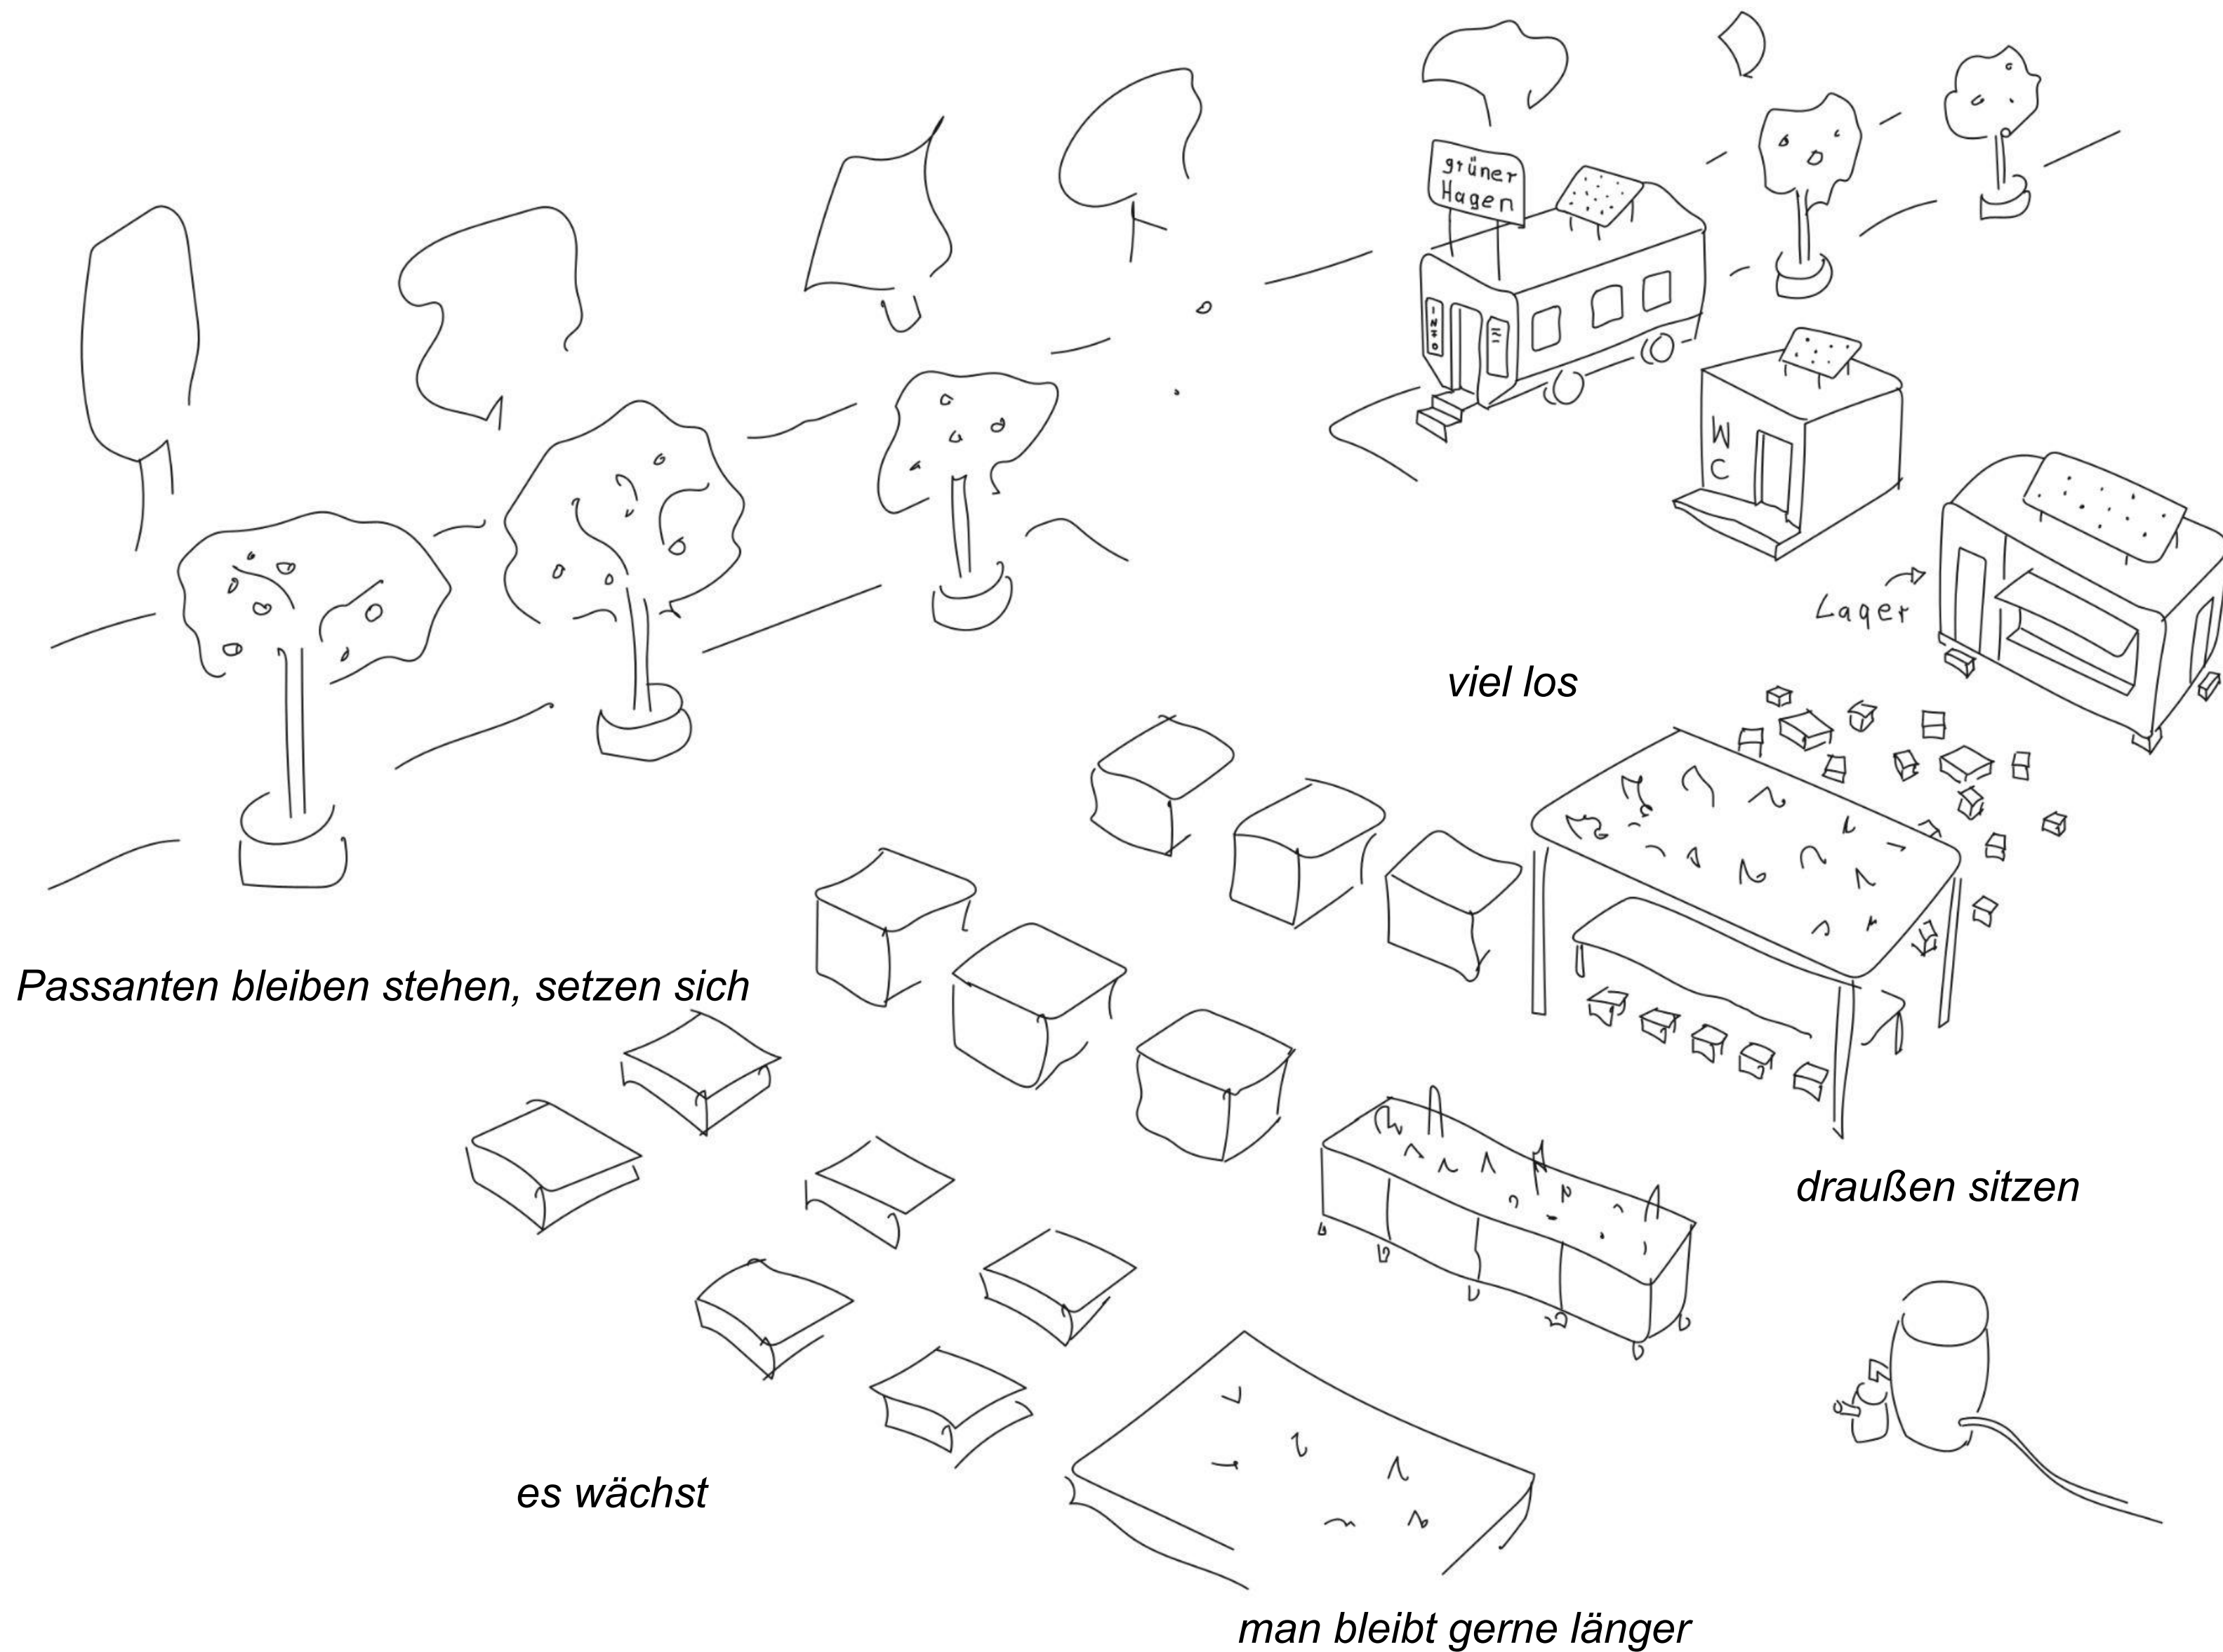 grüner
Hagen
INFO
WC
Lager
viel los
Passanten bleiben stehen, setzen sich
draußen sitzen
es wächst
man bleibt gerne länger